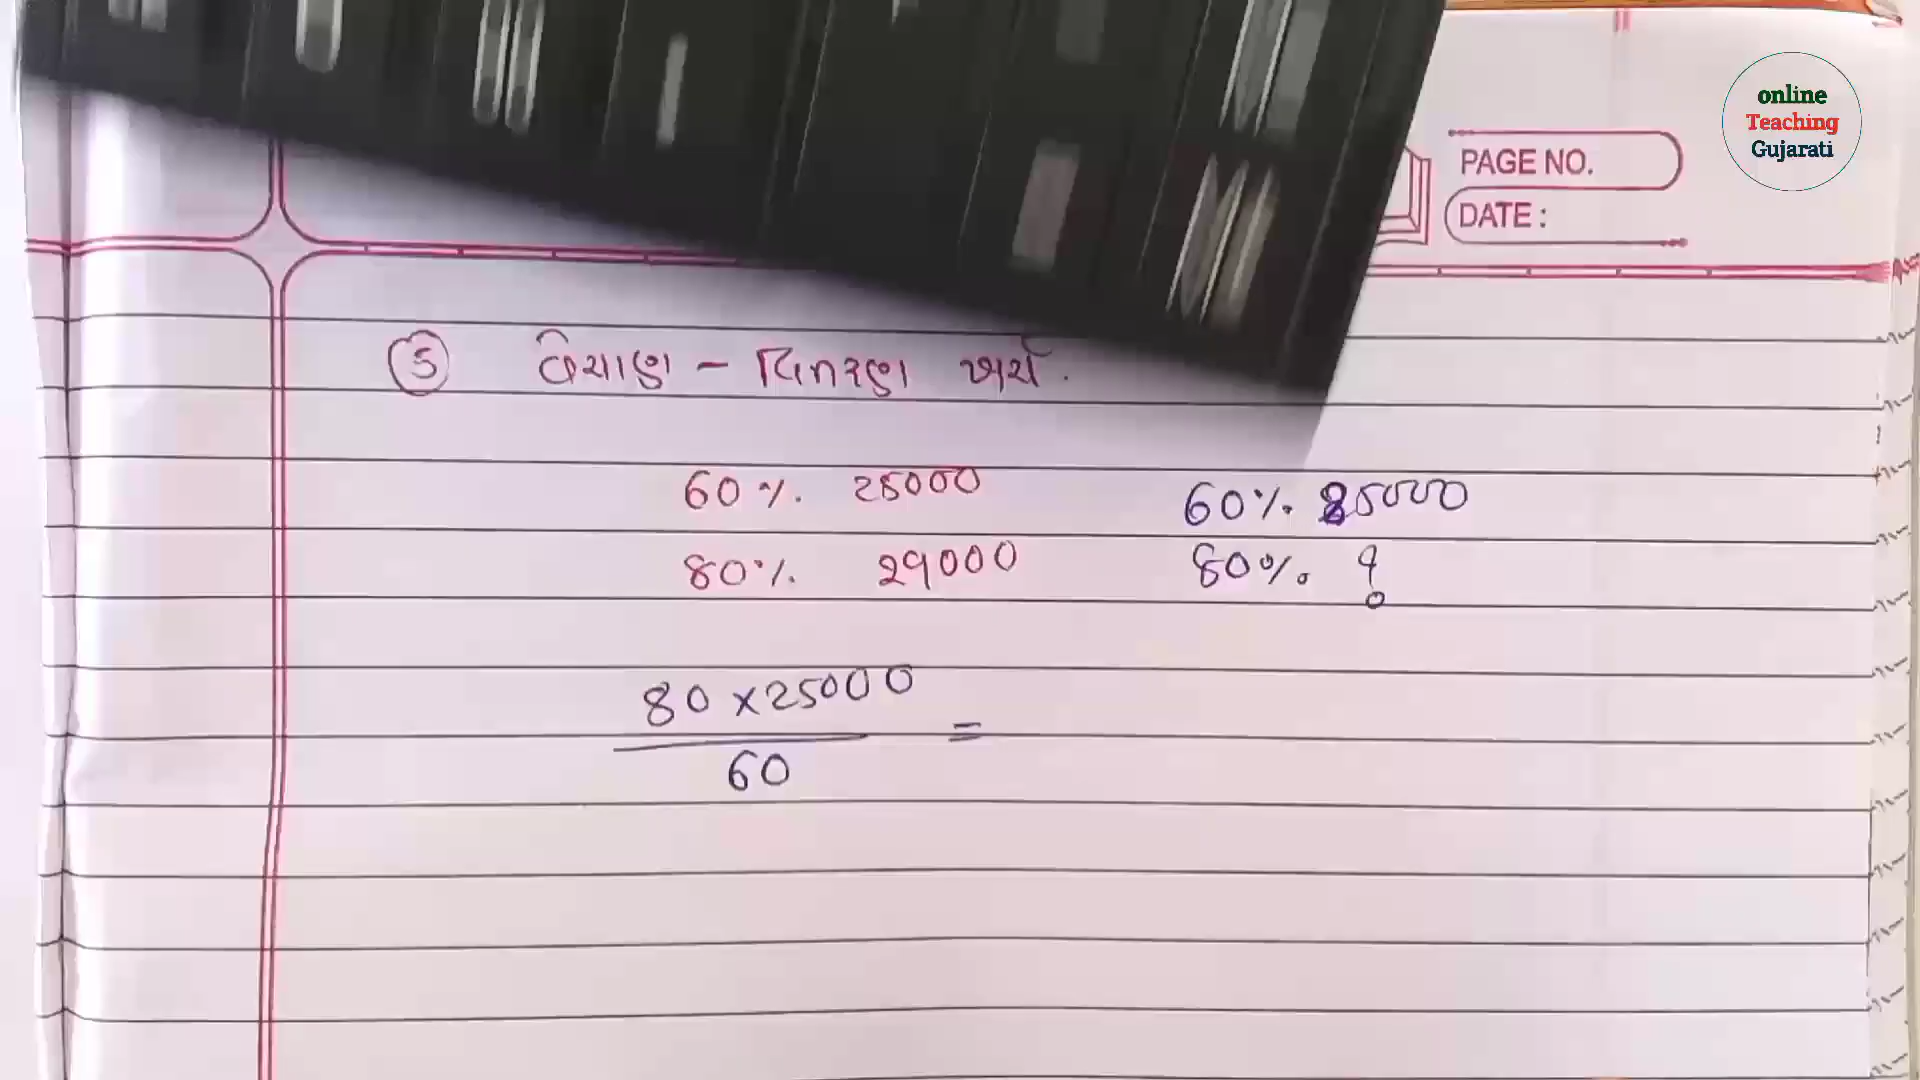 online
Teaching
Gujarati
PAGE NO.
DATE :
5 વેચાણ - વિતરણ ખર્ચ.
60 %. 25000
60%. 25000
80%. 29000
80%. ?
80 x 25000
60
=